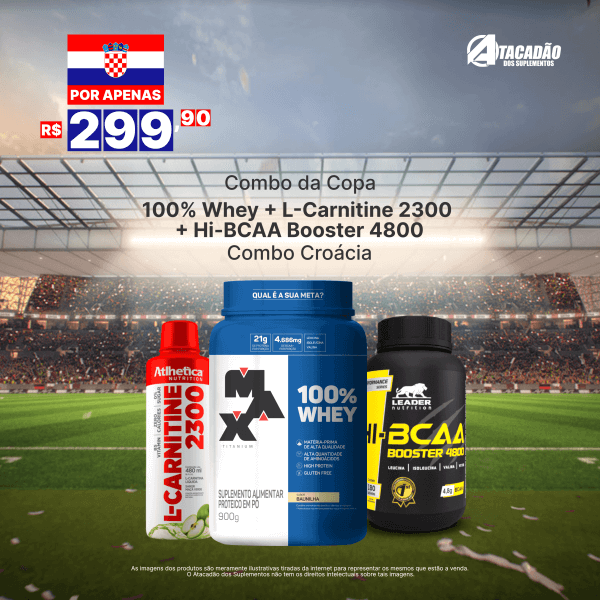 ATACADÃO
DOS SUPLEMENTOS
POR APENAS
R$ 299,90
Combo da Copa
100% Whey + L-Carnitine 2300
+ Hi-BCAA Booster 4800
Combo Croácia
QUAL É A SUA META?
21g
4.686mg
MAX
TITANIUM
100%
WHEY
MATÉRIA-PRIMA
DE ALTA QUALIDADE
ALTA QUANTIDADE
DE AMINOÁCIDOS
HIGH PROTEIN
GLUTEN FREE
SUPLEMENTO ALIMENTAR
PROTEICO EM PÓ
900g
BAUNILHA
Atlhetica
NUTRITION
L-CARNITINE
2300
480 ml
LEADER
nutrition
HI-BCAA
BOOSTER 4800
LEUCINA
ISOLEUCINA
VALINA
As imagens dos produtos são meramente ilustrativas tiradas da internet para representar os mesmos que estão a venda.
O Atacadão dos Suplementos não tem os direitos intelectuais sobre tais imagens.